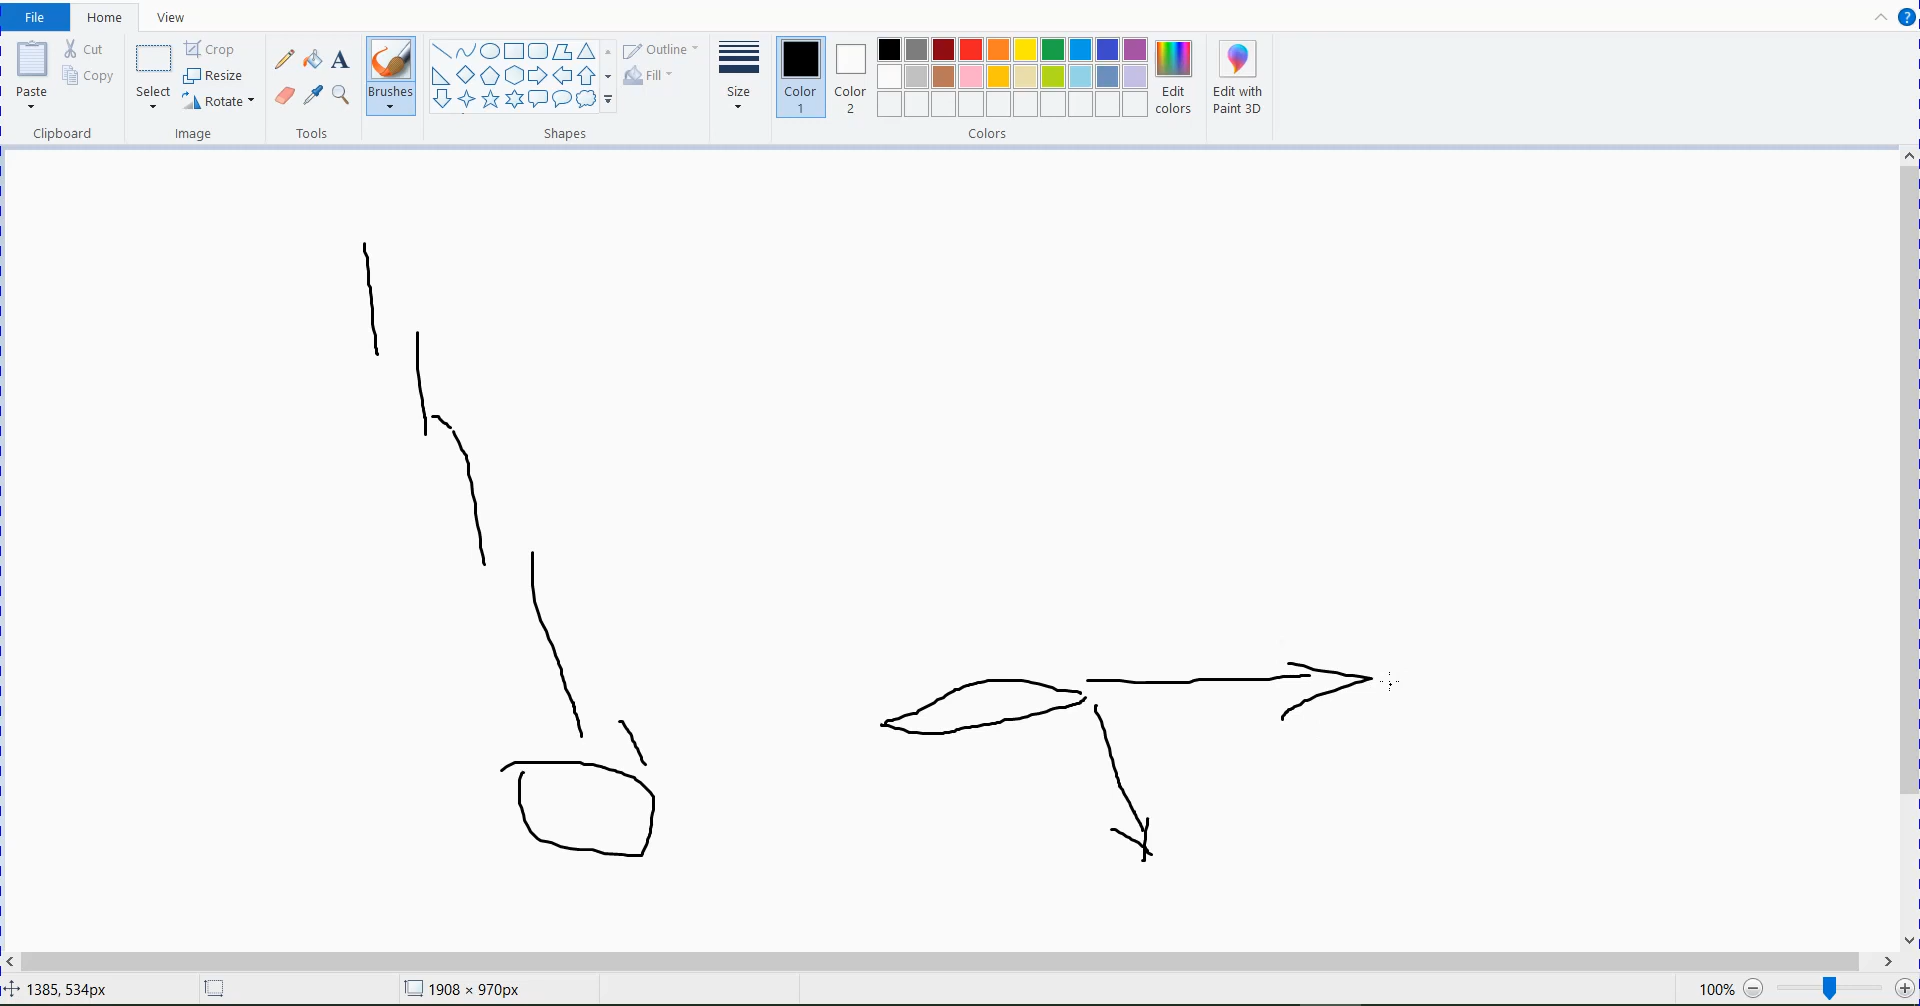 File Home View
Paste Cut Copy
Select Crop Resize Rotate
A
Brushes
Outline Fill
Size
Color 1 Color 2
Edit colors
Edit with Paint 3D
?
Clipboard Image Tools Shapes Colors
1385, 534px 1908 × 970px 100%